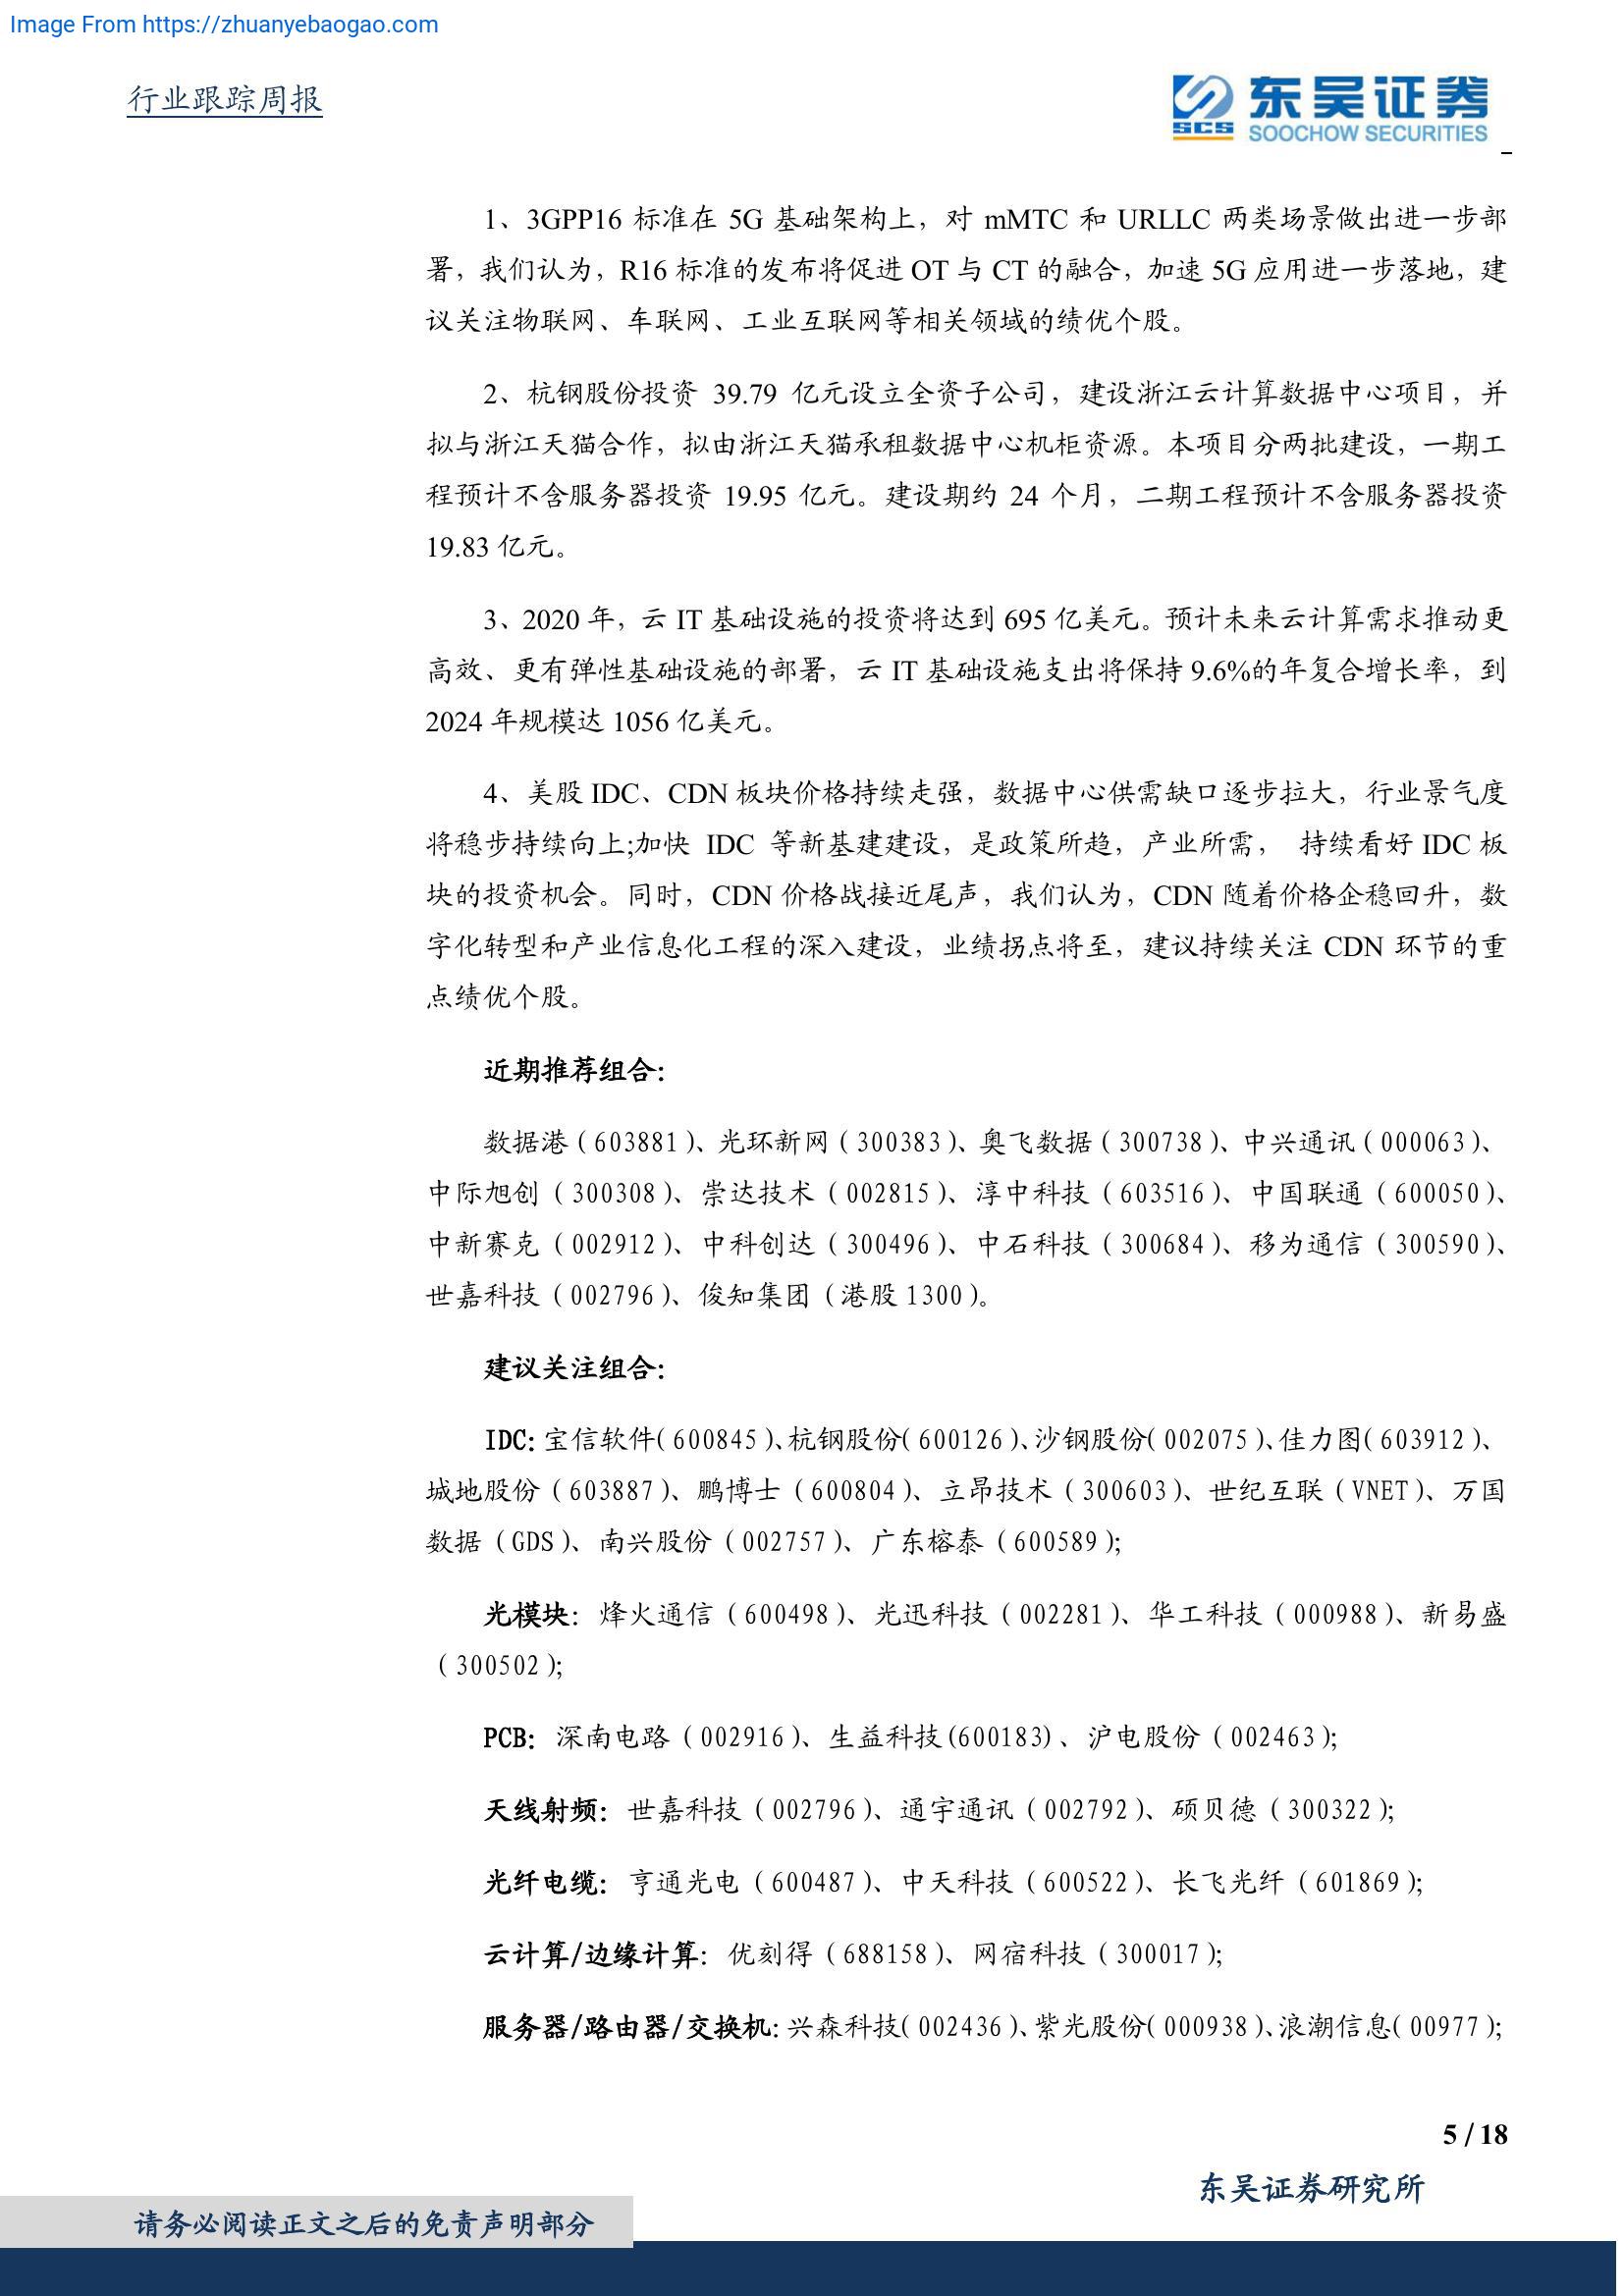 Image From https://zhuanyebaogao.com
行业跟踪周报
东吴证券
SCS
SOOCHOW SECURITIES
1、3GPP16 标准在 5G 基础架构上，对 mMTC 和 URLLC 两类场景做出进一步部
署，我们认为，R16 标准的发布将促进 OT 与 CT 的融合，加速 5G 应用进一步落地，建
议关注物联网、车联网、工业互联网等相关领域的绩优个股。
2、杭钢股份投资 39.79 亿元设立全资子公司，建设浙江云计算数据中心项目，并
拟与浙江天猫合作，拟由浙江天猫承租数据中心机柜资源。本项目分两批建设，一期工
程预计不含服务器投资 19.95 亿元。建设期约 24 个月，二期工程预计不含服务器投资
19.83 亿元。
3、2020 年，云 IT 基础设施的投资将达到 695 亿美元。预计未来云计算需求推动更
高效、更有弹性基础设施的部署，云 IT 基础设施支出将保持 9.6%的年复合增长率，到
2024 年规模达 1056 亿美元。
4、美股 IDC、CDN 板块价格持续走强，数据中心供需缺口逐步拉大，行业景气度
将稳步持续向上;加快 IDC 等新基建建设，是政策所趋，产业所需， 持续看好 IDC 板
块的投资机会。同时，CDN 价格战接近尾声，我们认为，CDN 随着价格企稳回升，数
字化转型和产业信息化工程的深入建设，业绩拐点将至，建议持续关注 CDN 环节的重
点绩优个股。
近期推荐组合：
数据港（603881）、光环新网（300383）、奥飞数据（300738）、中兴通讯（000063）、
中际旭创（300308）、崇达技术（002815）、淳中科技（603516）、中国联通（600050）、
中新赛克（002912）、中科创达（300496）、中石科技（300684）、移为通信（300590）、
世嘉科技（002796）、俊知集团（港股 1300）。
建议关注组合：
IDC：宝信软件（600845）、杭钢股份（600126）、沙钢股份（002075）、佳力图（603912）、
城地股份（603887）、鹏博士（600804）、立昂技术（300603）、世纪互联（VNET）、万国
数据（GDS）、南兴股份（002757）、广东榕泰（600589）；
光模块：烽火通信（600498）、光迅科技（002281）、华工科技（000988）、新易盛
（300502）；
PCB：深南电路（002916）、生益科技(600183)、沪电股份（002463）；
天线射频：世嘉科技（002796）、通宇通讯（002792）、硕贝德（300322）；
光纤电缆：亨通光电（600487）、中天科技（600522）、长飞光纤（601869）；
云计算/边缘计算：优刻得（688158）、网宿科技（300017）；
服务器/路由器/交换机：兴森科技（002436）、紫光股份（000938）、浪潮信息（00977）；
5 / 18
东吴证券研究所
请务必阅读正文之后的免责声明部分